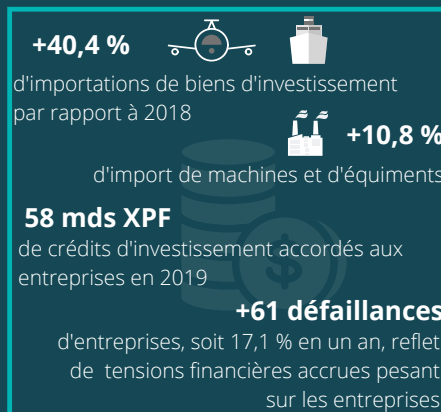 +40,4 %
d'importations de biens d'investissement
par rapport à 2018
+10,8 %
d'import de machines et d'équiments
58 mds XPF
de crédits d'investissement accordés aux
entreprises en 2019
+61 défaillances
d'entreprises, soit 17,1 % en un an, reflet
de tensions financières accrues pesant
sur les entreprises